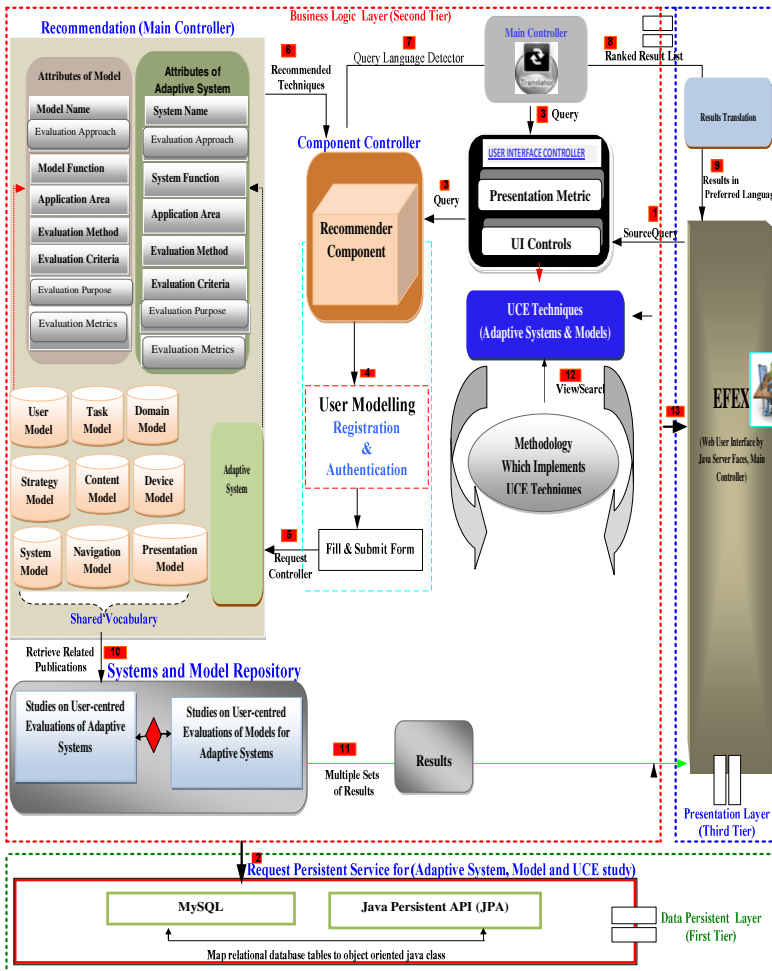 Business Logic Layer (Second Tier)
Recommendation (Main Controller)
Attributes of Model
Model Name
Evaluation Approach
Model Function
Application Area
Evaluation Method
Evaluation Criteria
Evaluation Purpose
Evaluation Metrics
Attributes of
Adaptive System
System Name
Evaluation Approach
System Function
Application Area
Evaluation Method
Evaluation Criteria
Evaluation Purpose
Evaluation Metrics
User
Model
Task
Model
Domain
Model
Strategy
Model
Content
Model
Device
Model
System
Model
Navigation
Model
Presentation
Model
Adaptive
System
Shared Vocabulary
6
Recommended
Techniques
7
Query Language Detector
Main Controller
Translator
8
Ranked Result List
Results Translation
9
Results in
Preferred Languag
3 Query
Component Controller
Recommender
Component
3
Query
USER INTERFACE CONTROLLER
Presentation Metric
UI Controls
1
SourceQuery
UCE Techniques
(Adaptive Systems & Models)
12
View/Search
Methodology
Which Implements
UCE Techniques
13
EFEX
(Web User Interface by
Java Server Faces, Main
Controller)
4
User Modelling
Registration
&
Authentication
Fill & Submit Form
5
Request
Controller
Retrieve Related
Publications
10
Systems and Model Repository
Studies on User-centred
Evaluations of Adaptive
Systems
Studies on User-centred
Evaluations of Models for
Adaptive Systems
11
Multiple Sets
of Results
Results
Presentation Layer
(Third Tier)
2
Request Persistent Service for(Adaptive System, Model and UCE study)
MySQL
Java Persistent API (JPA)
Map relational database tables to object oriented java class
Data Persistent Layer
(First Tier)